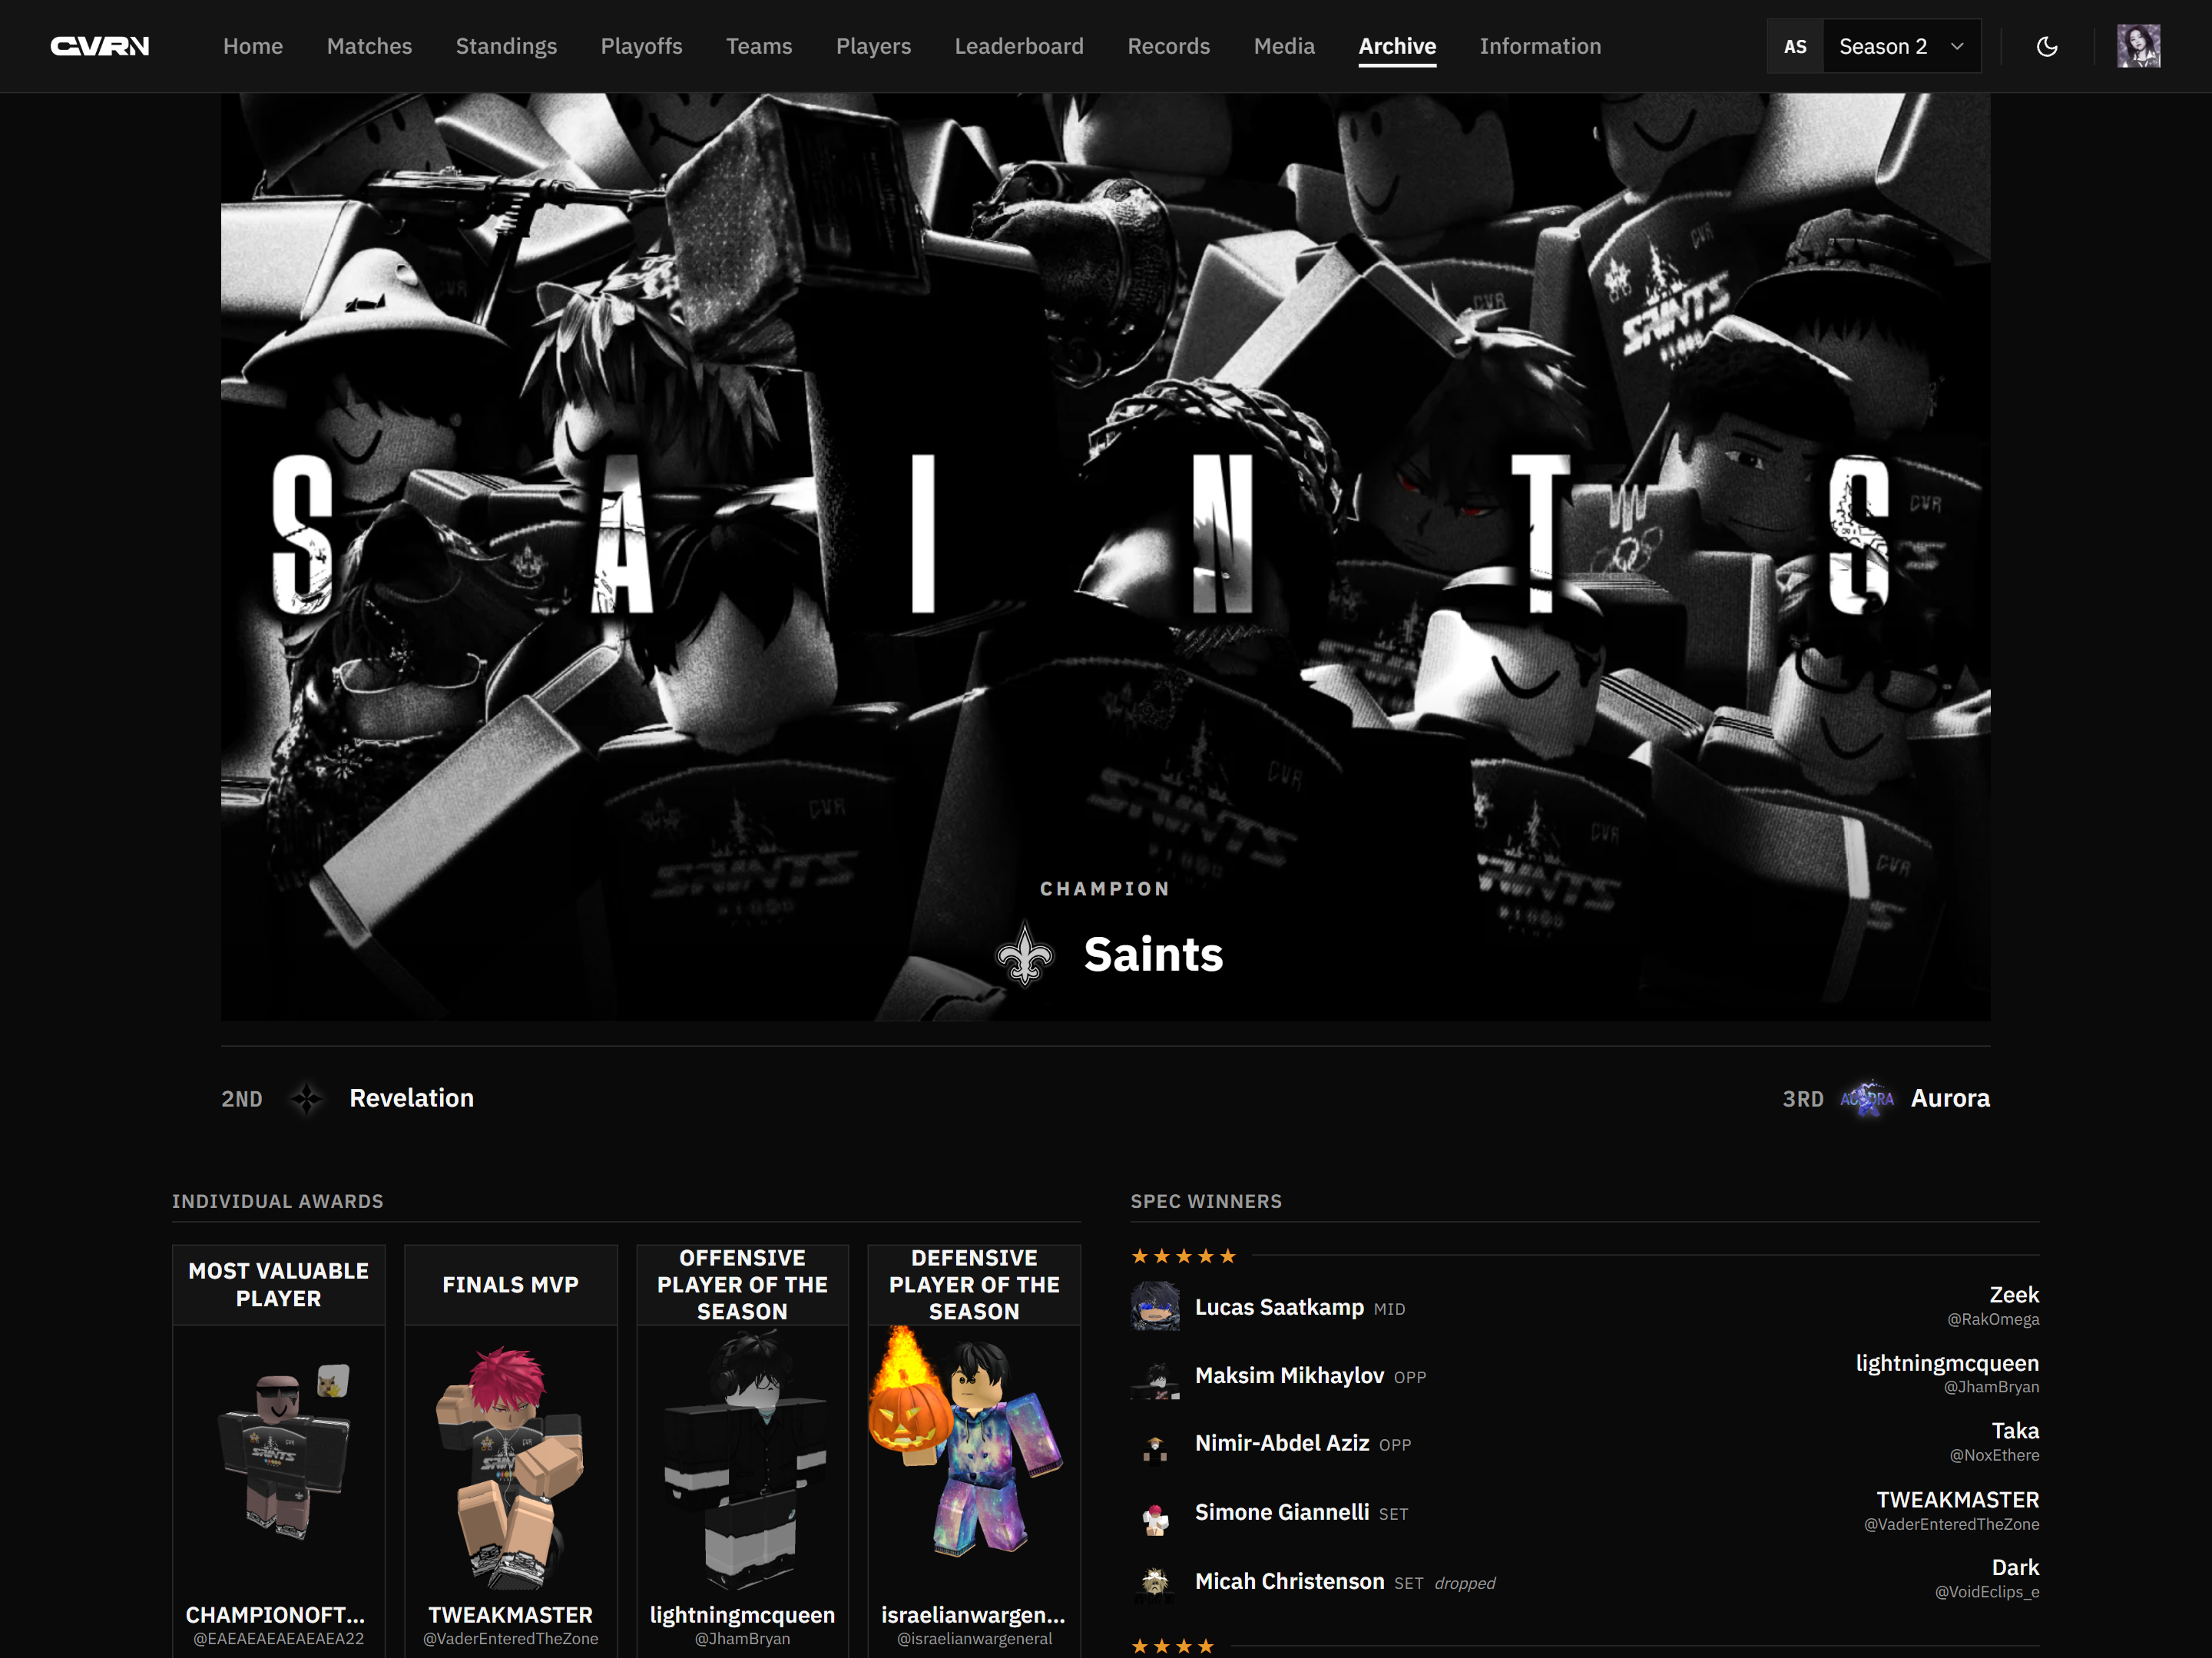 CVRN
Home Matches Standings Playoffs Teams Players Leaderboard Records Media Archive Information
AS Season 2
S A I N T S
CHAMPION
Saints
2ND Revelation
3RD AURORA Aurora
INDIVIDUAL AWARDS
MOST VALUABLE PLAYER
CHAMPIONOFT...
@EAEAEAEAEAEAEA22
FINALS MVP
TWEAKMASTER
@VaderEnteredTheZone
OFFENSIVE PLAYER OF THE SEASON
lightningmcqueen
@JhamBryan
DEFENSIVE PLAYER OF THE SEASON
israelianwargen...
@israelianwargeneral
SPEC WINNERS
★★★★★
Lucas Saatkamp MID
Zeek
@RakOmega
Maksim Mikhaylov OPP
lightningmcqueen
@JhamBryan
Nimir-Abdel Aziz OPP
Taka
@NoxEthere
Simone Giannelli SET
TWEAKMASTER
@VaderEnteredTheZone
Micah Christenson SET dropped
Dark
@VoidEclips_e
★★★★